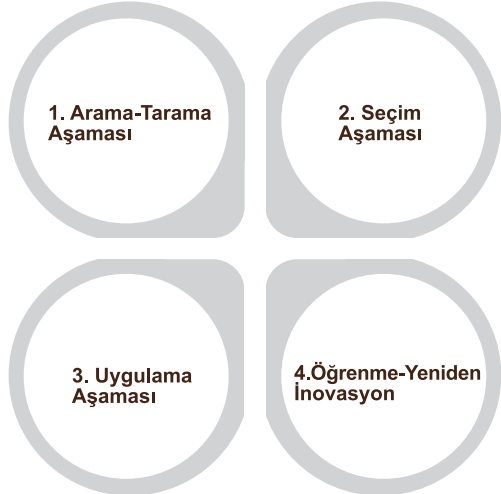 1. Arama-Tarama
Aşaması
2. Seçim
Aşaması
3. Uygulama
Aşaması
4.Öğrenme-Yeniden
İnovasyon